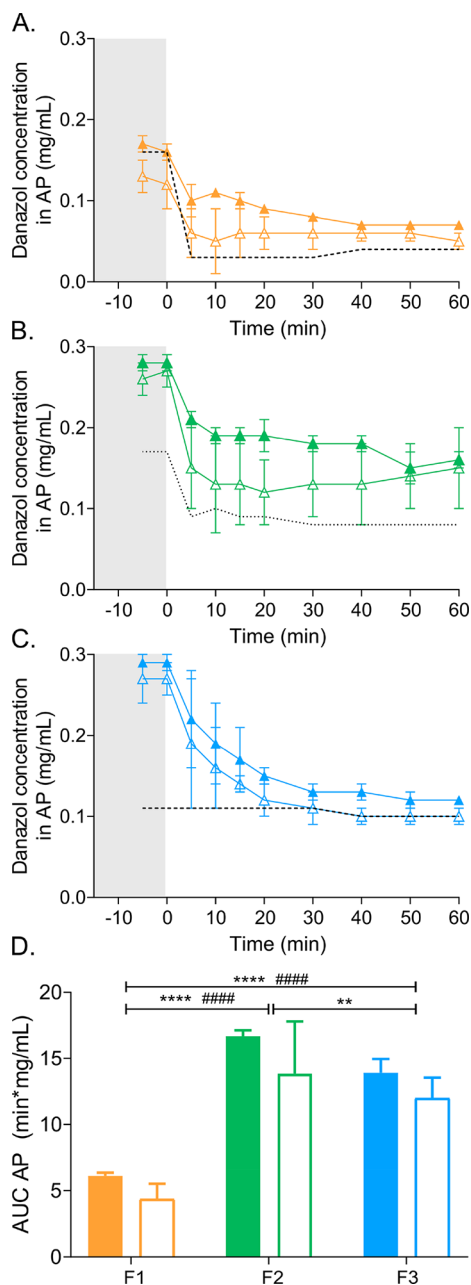 A.
0.3
0.2
0.1
0.0
Danazol concentration
in AP (mg/mL)
-10 0 10 20 30 40 50 60
Time (min)
B.
0.3
0.2
0.1
0.0
Danazol concentration
in AP (mg/mL)
-10 0 10 20 30 40 50 60
Time (min)
C.
0.3
0.2
0.1
0.0
Danazol concentration
in AP (mg/mL)
-10 0 10 20 30 40 50 60
Time (min)
D.
**** ####
**** #### **
20
15
10
5
0
AUC AP (min*mg/mL)
F1 F2 F3